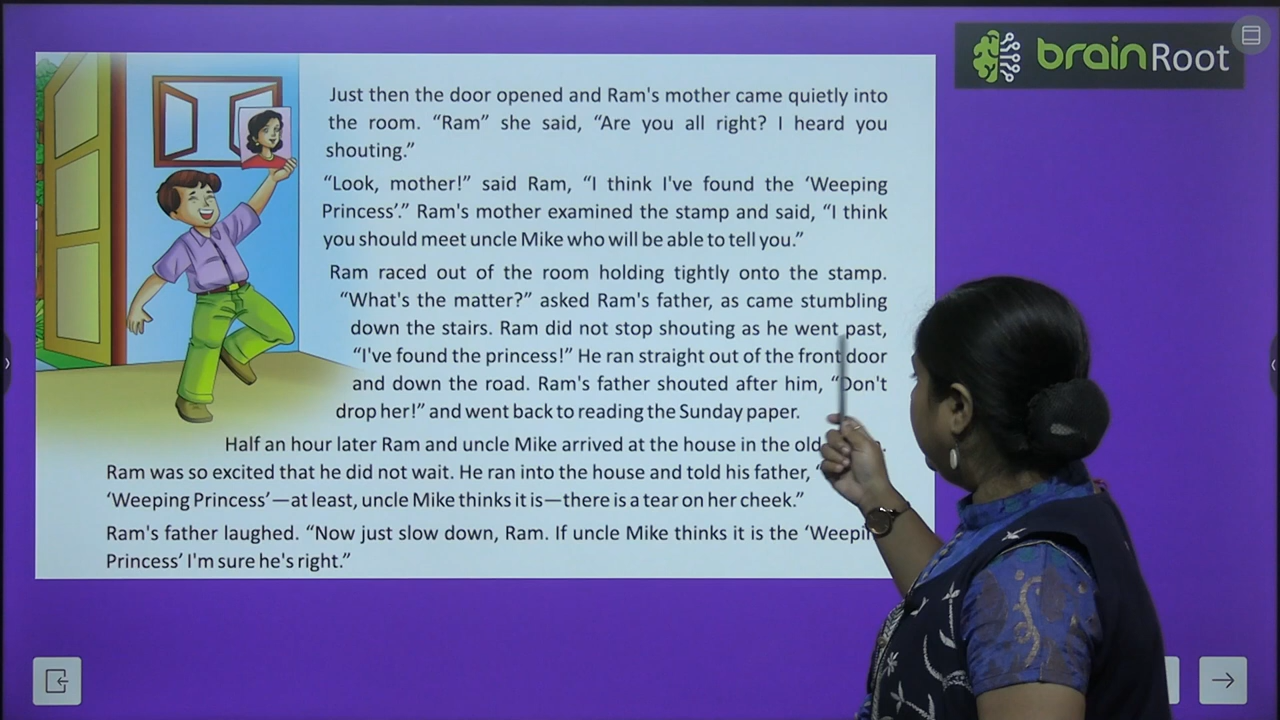 brainRoot
Just then the door opened and Ram's mother came quietly into
the room. “Ram” she said, “Are you all right? I heard you
shouting.”
“Look, mother!” said Ram, “I think I've found the ‘Weeping
Princess’.” Ram's mother examined the stamp and said, “I think
you should meet uncle Mike who will be able to tell you.”
Ram raced out of the room holding tightly onto the stamp.
“What's the matter?” asked Ram's father, as came stumbling
down the stairs. Ram did not stop shouting as he went past,
“I've found the princess!” He ran straight out of the front door
and down the road. Ram's father shouted after him, “Don't
drop her!” and went back to reading the Sunday paper.
Half an hour later Ram and uncle Mike arrived at the house in the old
Ram was so excited that he did not wait. He ran into the house and told his father,
‘Weeping Princess’—at least, uncle Mike thinks it is—there is a tear on her cheek.”
Ram's father laughed. “Now just slow down, Ram. If uncle Mike thinks it is the
Princess’ I'm sure he's right.”